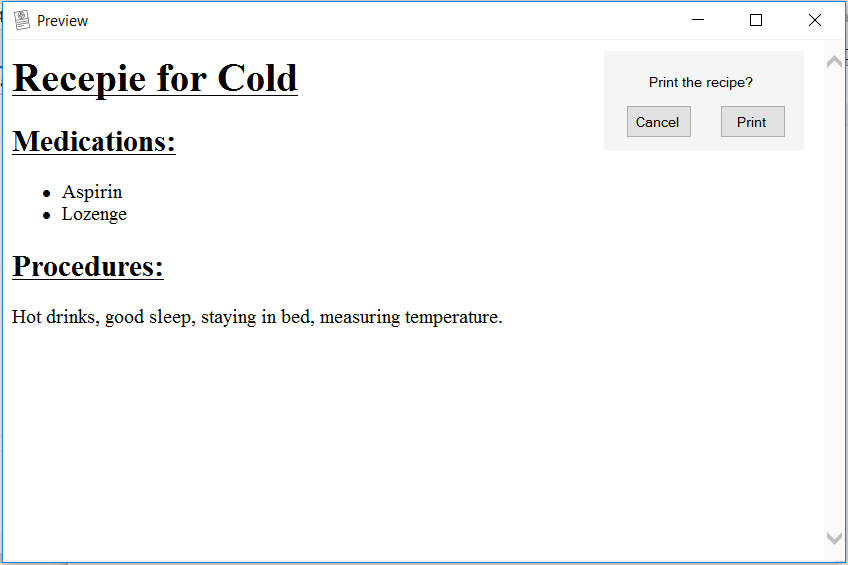 Preview
Recepie for Cold
Print the recipe?
Cancel Print
Medications:
• Aspirin
• Lozenge
Procedures:
Hot drinks, good sleep, staying in bed, measuring temperature.